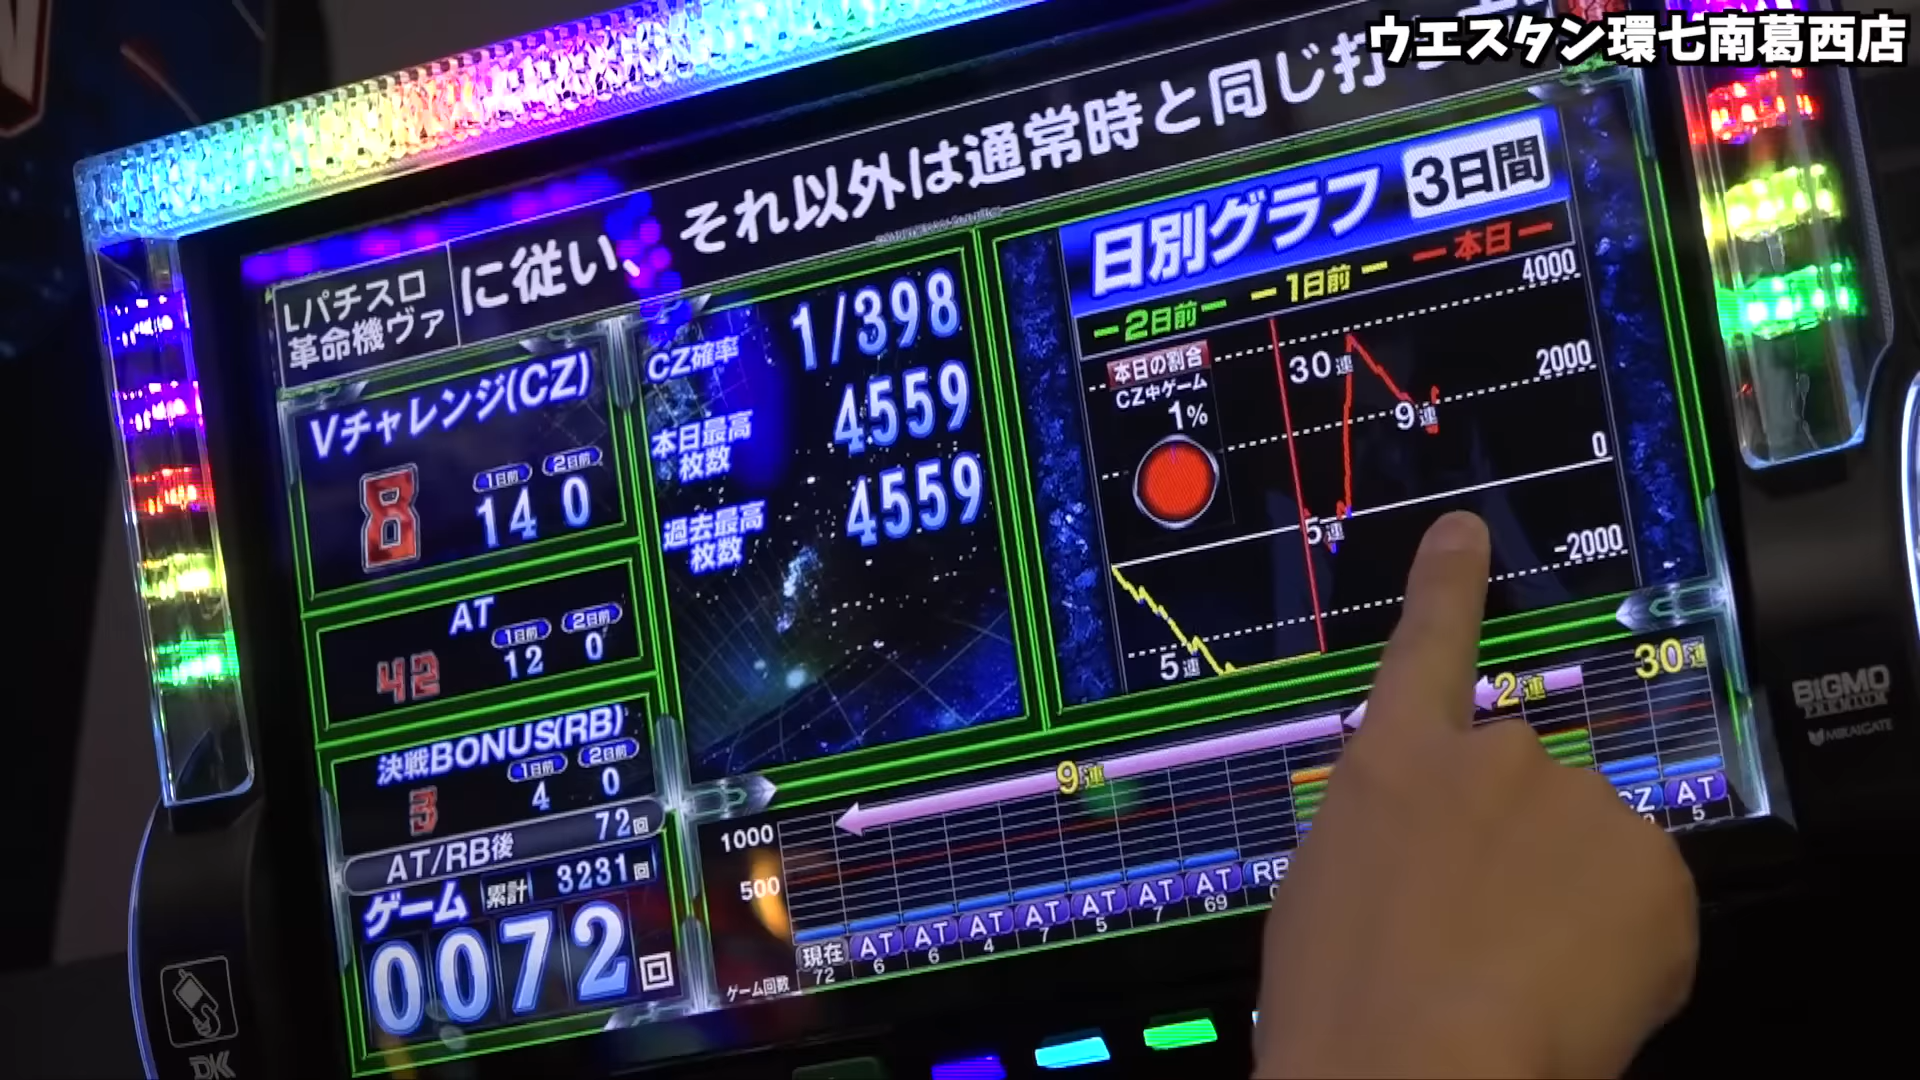 ウエスタン環七南葛西店
Lパチスロ
革命機ヴァ
に従い、それ以外は通常時と同じ打
Vチャレンジ(CZ)
8
1日前
14
2日前
0
AT
42
1日前
12
2日前
0
決戦BONUS(RB)
3
1日前
4
2日前
0
AT/RB後
72回
ゲーム
累計
3231回
0072回
CZ確率
1/398
本日最高
枚数
4559
過去最高
枚数
4559
日別グラフ
3日間
2日前
1日前
本日
本日の割合
CZ中ゲーム
1%
4000
2000
0
-2000
30連
9連
5連
5連
9連
2連
30連
1000
500
ゲーム回数
現在
AT
AT
AT
AT
AT
AT
AT
RB
CZ
AT
72
6
6
4
7
5
7
69
5
BIGMO
PREMIUM
MIRAIGATE
DK